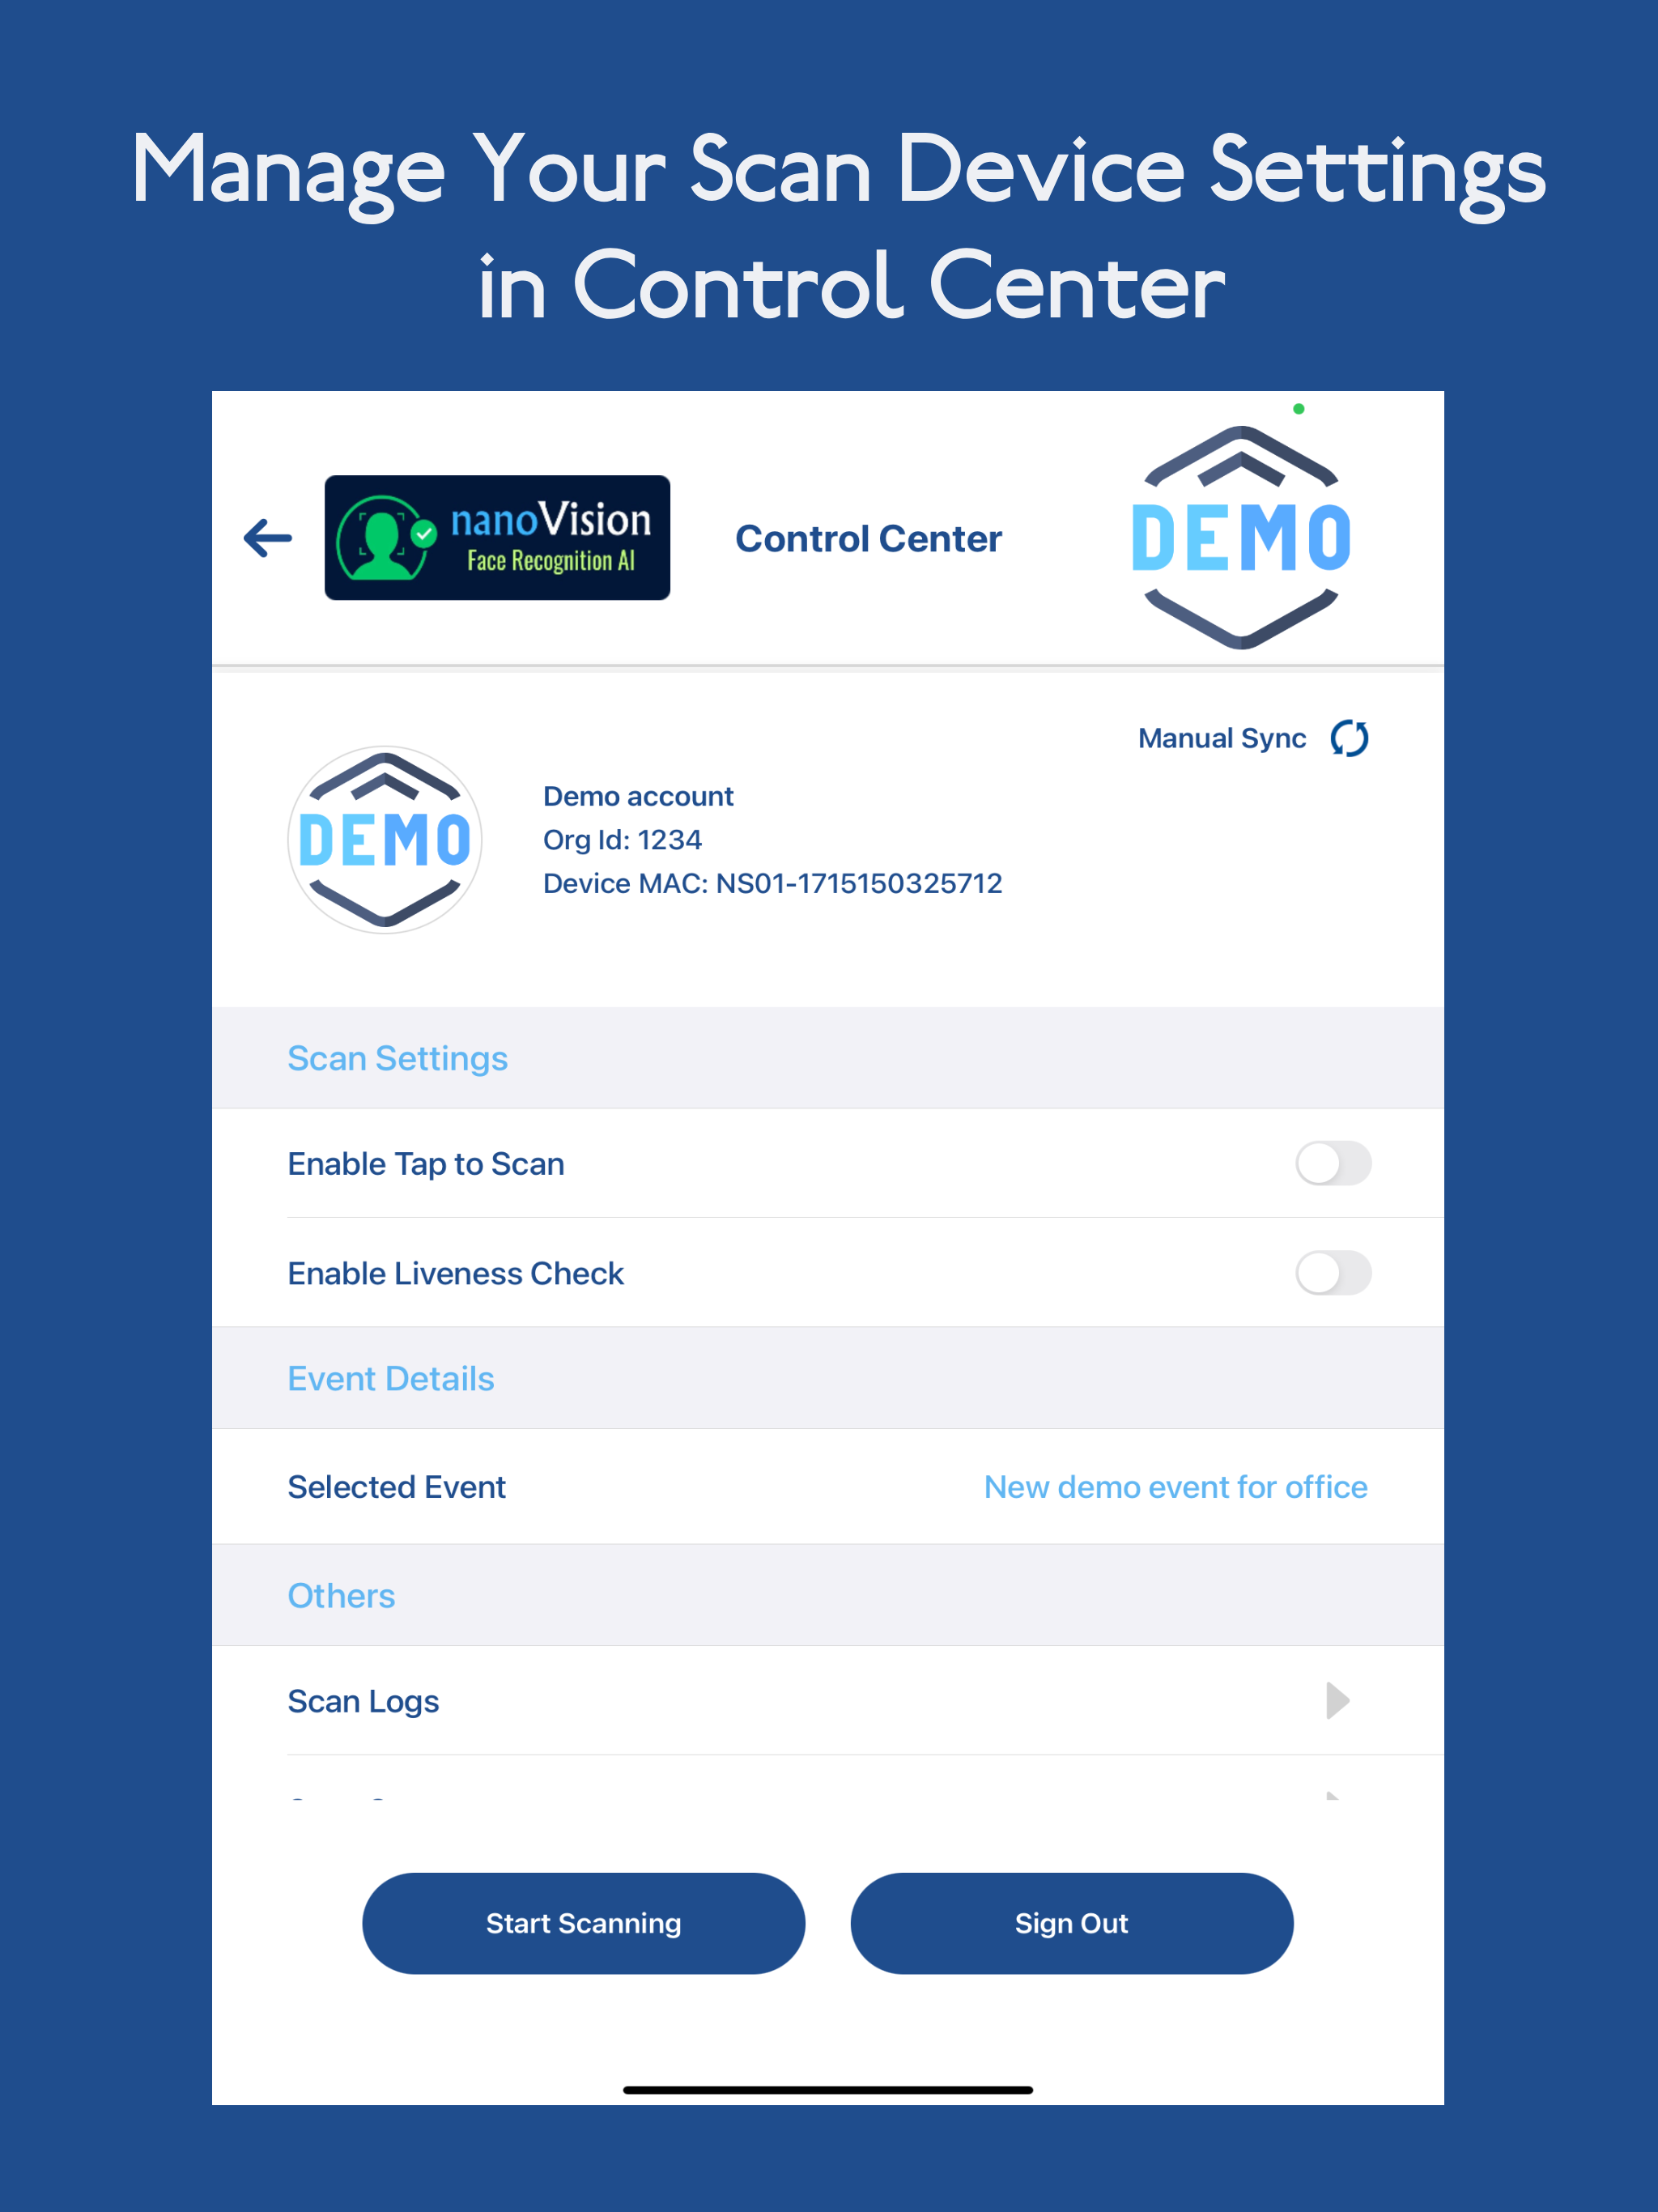 Manage Your Scan Device Settings
in Control Center
nanoVision
Face Recognition AI
Control Center
DEMO
Manual Sync
DEMO
Demo account
Org Id: 1234
Device MAC: NS01-1715150325712
Scan Settings
Enable Tap to Scan
Enable Liveness Check
Event Details
Selected Event New demo event for office
Others
Scan Logs
Start Scanning Sign Out